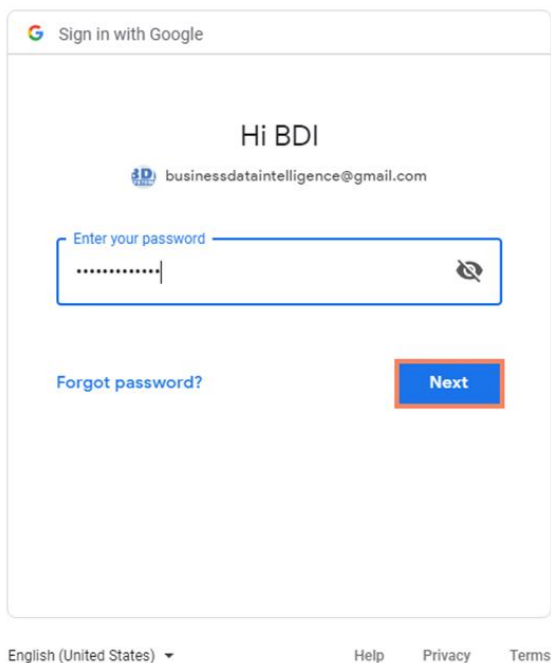 Sign in with Google
Hi BDI
businessdataintelligence@gmail.com
Enter your password
•••••••••••••
Forgot password?
Next
English (United States)
Help Privacy Terms